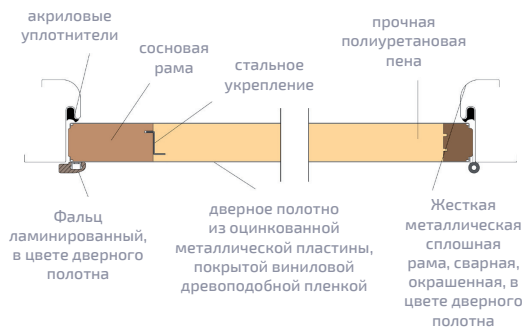 акриловые
уплотнители
сосновая
рама
стальное
укрепление
прочная
полиуретановая
пена
Фальц
ламинированный,
в цвете дверного
полотна
дверное полотно
из оцинкованной
металлической пластины,
покрытой виниловой
древоподобной пленкой
Жесткая
металлическая
сплошная
рама, сварная,
окрашенная, в
цвете дверного
полотна